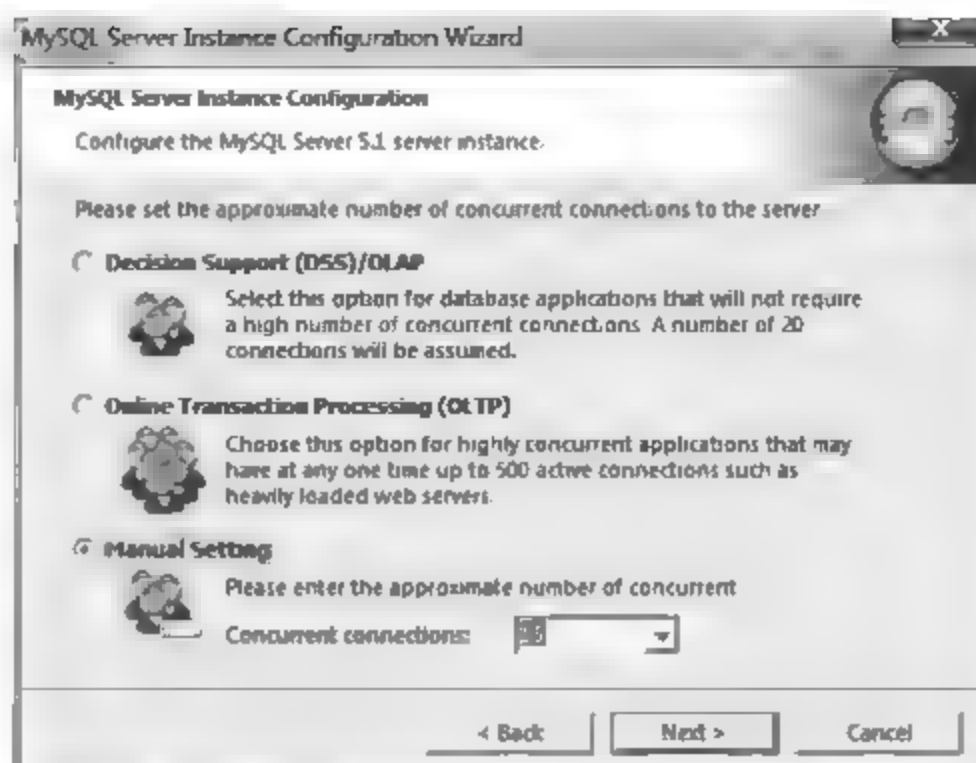 MySQL Server Instance Configuration Wizard
X
MySQL Server Instance Configuration
Configure the MySQL Server 5.1 server instance.
Please set the approximate number of concurrent connections to the server
Decision Support (DSS)/OLAP
Select this option for database applications that will not require
a high number of concurrent connections. A number of 20
connections will be assumed.
Online Transaction Processing (OLTP)
Choose this option for highly concurrent applications that may
have at any one time up to 500 active connections such as
heavily loaded web servers.
Manual Setting
Please enter the approximate number of concurrent
Concurrent connections:
< Back
Next >
Cancel